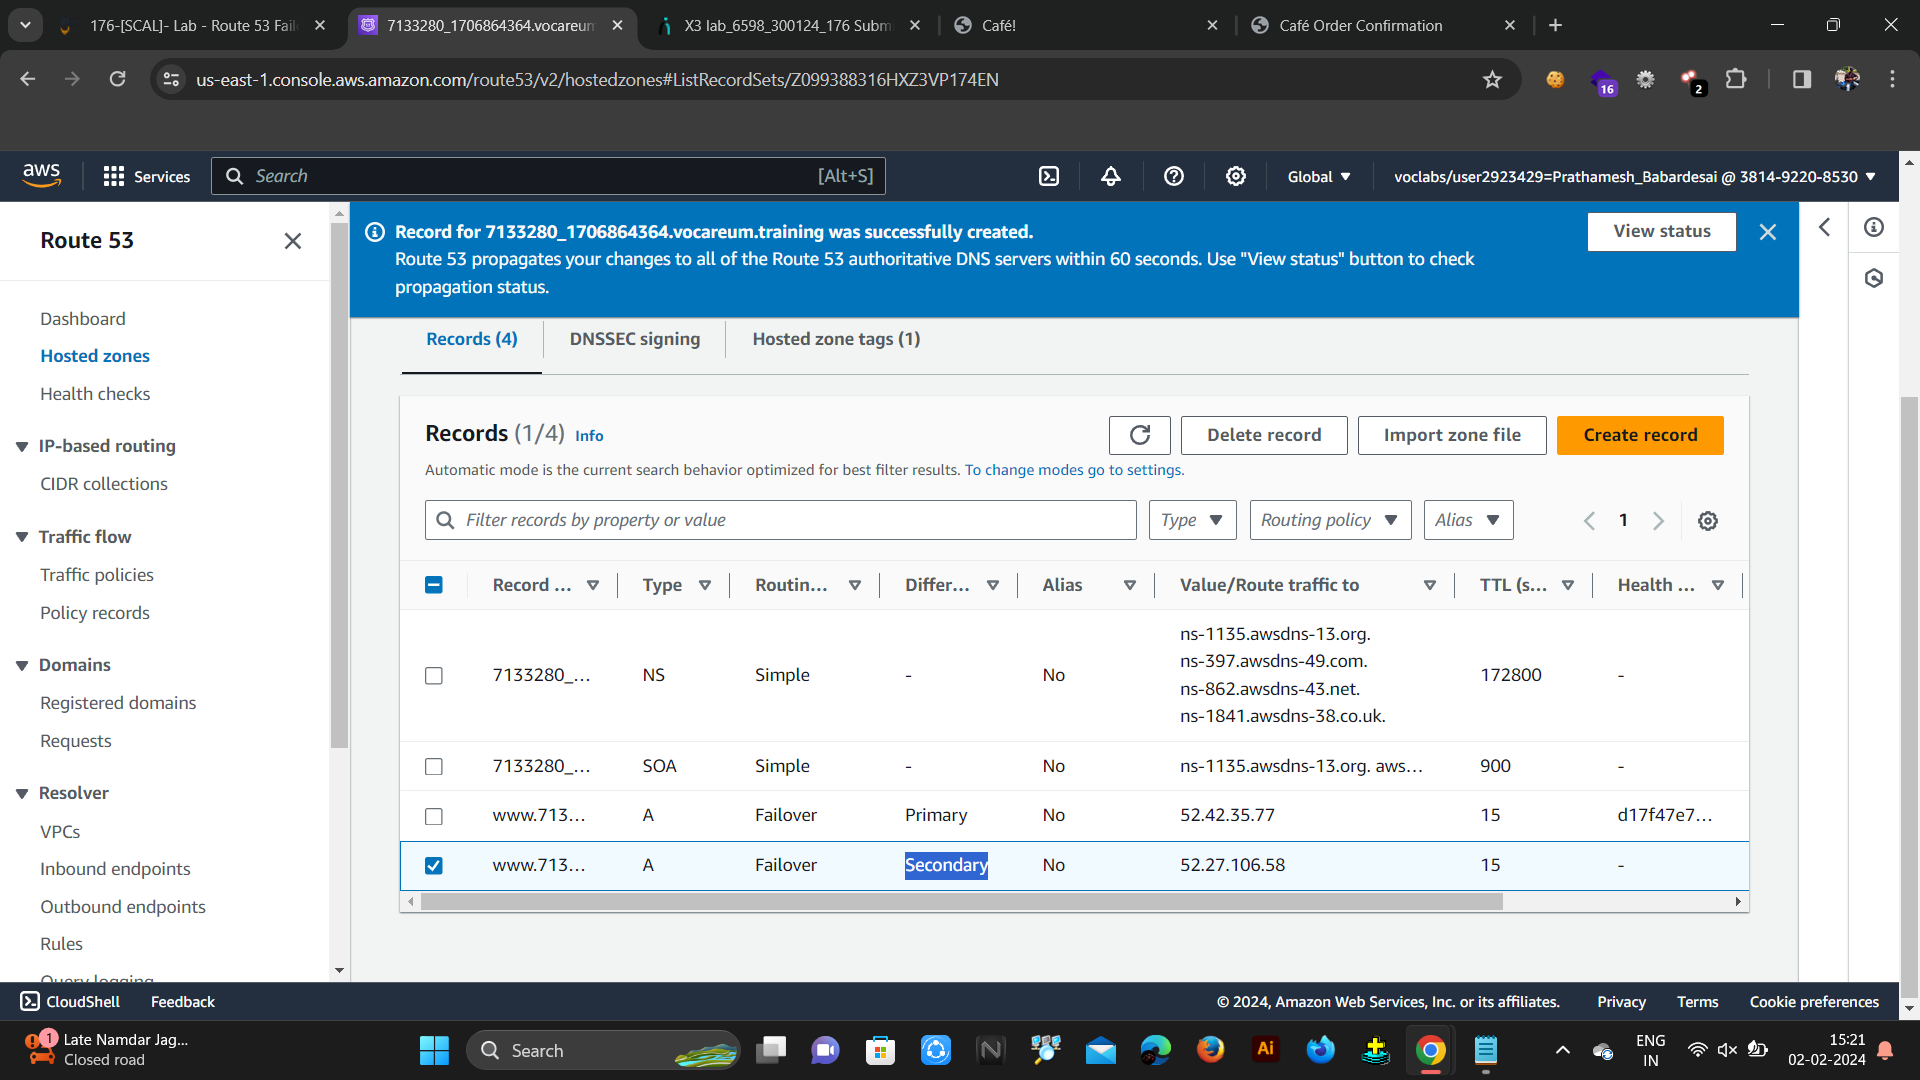 176-[SCAL]- Lab - Route 53 Fail
7133280_1706864364.vocareum
X3 lab_6598_300124_176 Subm
Café!
Café Order Confirmation
us-east-1.console.aws.amazon.com/route53/v2/hostedzones#ListRecordSets/Z099388316HXZ3VP174EN
16
2
aws
Services
Search
[Alt+S]
Global
voclabs/user2923429=Prathamesh_Babardesai @ 3814-9220-8530
Route 53
Dashboard
Hosted zones
Health checks
IP-based routing
CIDR collections
Traffic flow
Traffic policies
Policy records
Domains
Registered domains
Requests
Resolver
VPCs
Inbound endpoints
Outbound endpoints
Rules
Query logging
Record for 7133280_1706864364.vocareum.training was successfully created.
Route 53 propagates your changes to all of the Route 53 authoritative DNS servers within 60 seconds. Use "View status" button to check
propagation status.
View status
Records (4)
DNSSEC signing
Hosted zone tags (1)
Records (1/4) Info
Delete record
Import zone file
Create record
Automatic mode is the current search behavior optimized for best filter results. To change modes go to settings.
Filter records by property or value
Type
Routing policy
Alias
1
Record ... Type Routin... Differ... Alias Value/Route traffic to TTL (s... Health ...
ns-1135.awsdns-13.org.
ns-397.awsdns-49.com.
7133280_... NS Simple - No 172800 -
ns-862.awsdns-43.net.
ns-1841.awsdns-38.co.uk.
7133280_... SOA Simple - No ns-1135.awsdns-13.org. aws... 900 -
www.713... A Failover Primary No 52.42.35.77 15 d17f47e7...
www.713... A Failover Secondary No 52.27.106.58 15 -
CloudShell
Feedback
© 2024, Amazon Web Services, Inc. or its affiliates.
Privacy
Terms
Cookie preferences
1
Late Namdar Jag...
Closed road
Search
Ai
ENG
IN
15:21
02-02-2024